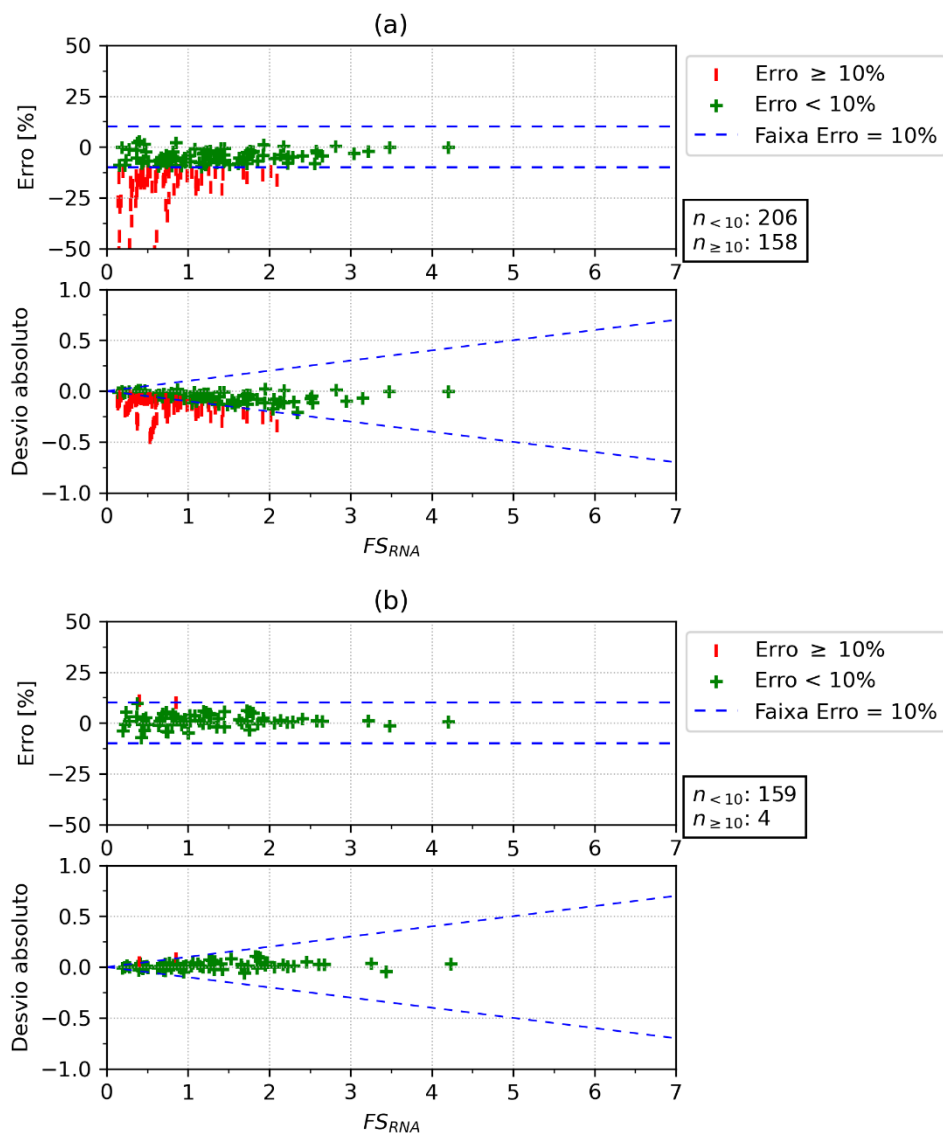 (a)
50
25
0
−25
−50
Erro [%]
0 1 2 3 4 5 6 7
Erro ≥ 10%
Erro < 10%
Faixa Erro = 10%
n<10: 206
n≥10: 158
1.0
0.5
0.0
−0.5
−1.0
Desvio absoluto
0 1 2 3 4 5 6 7
FSRNA
(b)
50
25
0
−25
−50
Erro [%]
0 1 2 3 4 5 6 7
Erro ≥ 10%
Erro < 10%
Faixa Erro = 10%
n<10: 159
n≥10: 4
1.0
0.5
0.0
−0.5
−1.0
Desvio absoluto
0 1 2 3 4 5 6 7
FSRNA